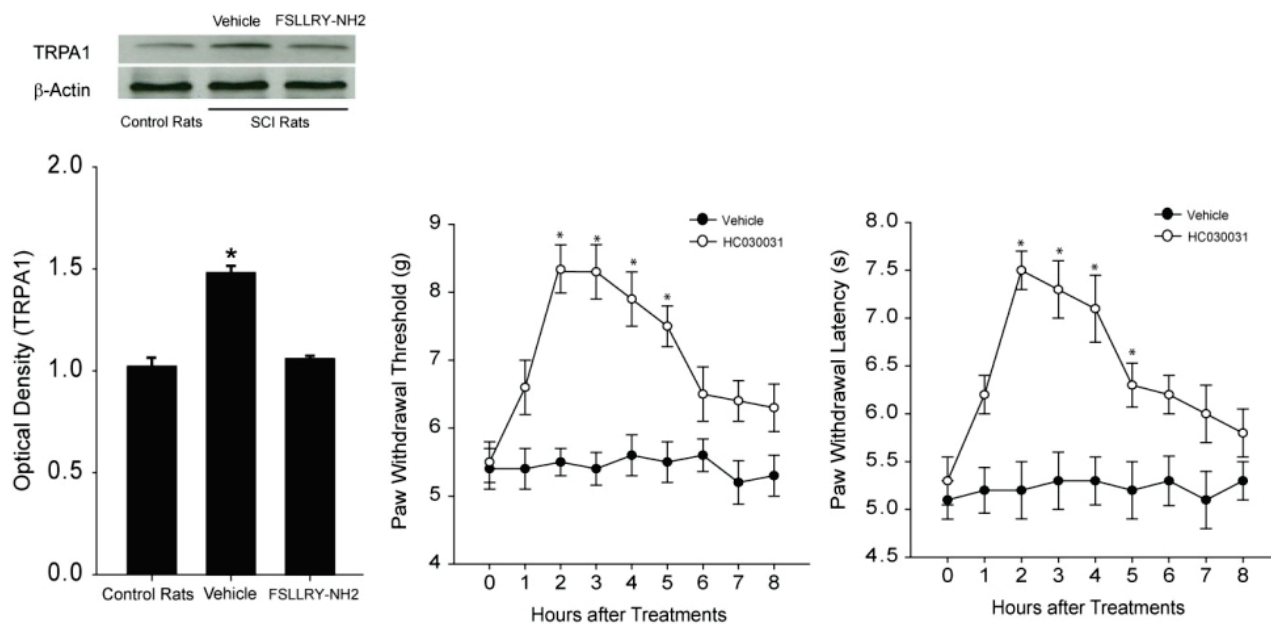 Vehicle FSLLRY-NH2
TRPA1
β-Actin
Control Rats SCI Rats
Optical Density (TRPA1)
2.0
1.5
1.0
0.5
0.0
*
Control Rats Vehicle FSLLRY-NH2
Paw Withdrawal Threshold (g)
9
8
7
6
5
4
Vehicle
HC030031
* * * *
0 1 2 3 4 5 6 7 8
Hours after Treatments
Paw Withdrawal Latency (s)
8.0
7.5
7.0
6.5
6.0
5.5
5.0
4.5
Vehicle
HC030031
* * * *
0 1 2 3 4 5 6 7 8
Hours after Treatments